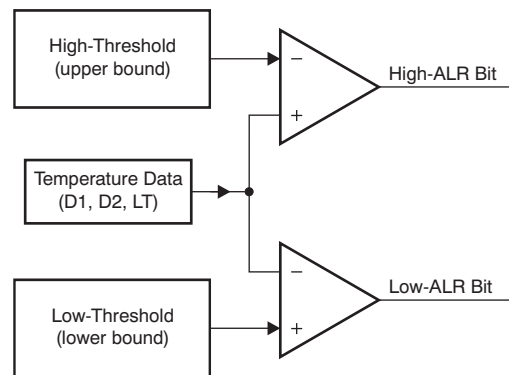 High-Threshold
(upper bound)
−
High-ALR Bit
+
Temperature Data
(D1, D2, LT)
−
Low-ALR Bit
Low-Threshold
(lower bound)
+